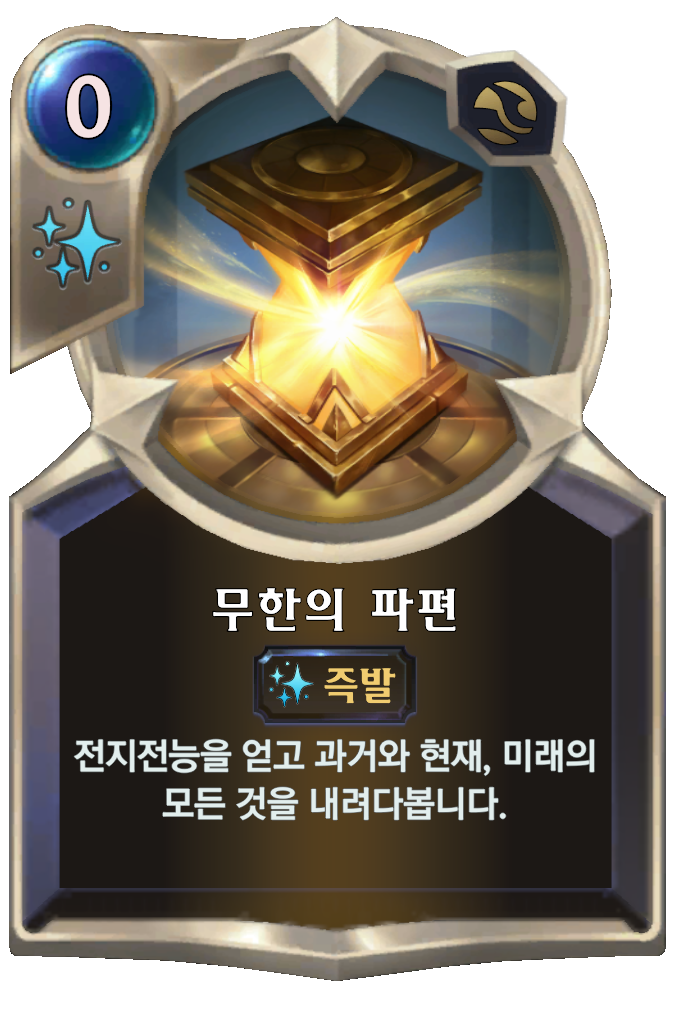 0
무한의 파편
즉발
전지전능을 얻고 과거와 현재, 미래의
모든 것을 내려다봅니다.